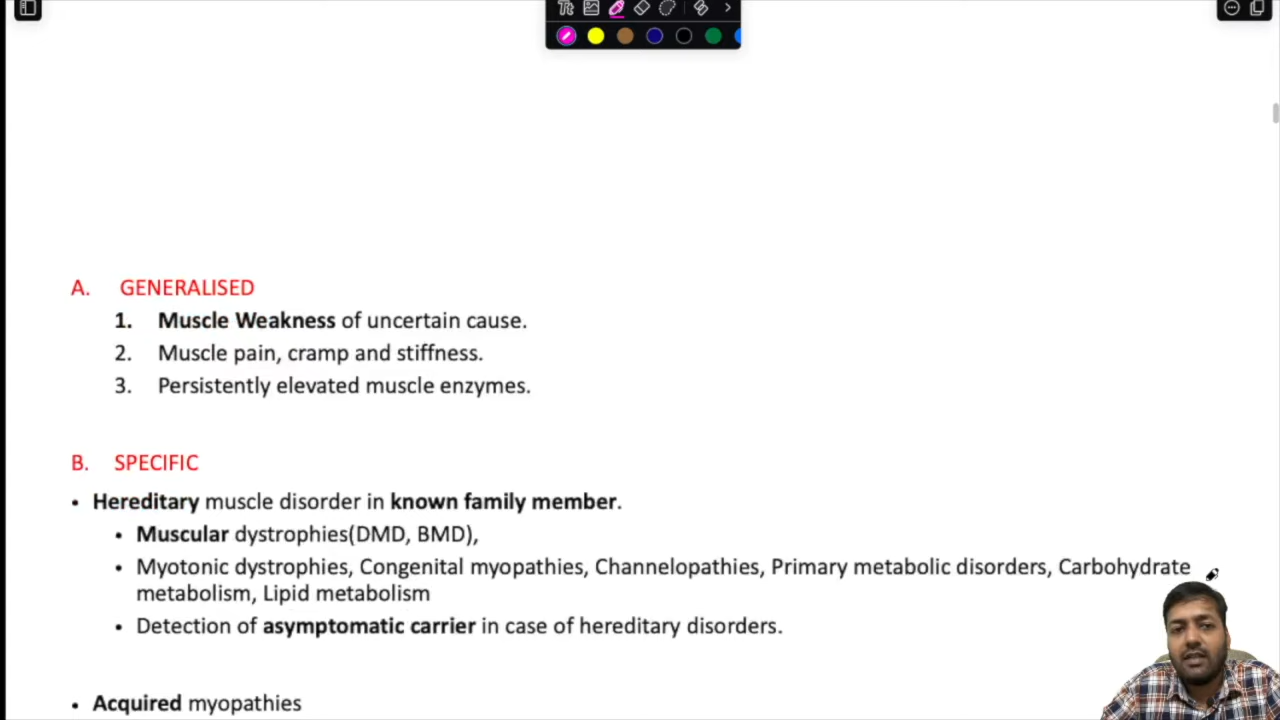 A. GENERALISED
1. Muscle Weakness of uncertain cause.
2. Muscle pain, cramp and stiffness.
3. Persistently elevated muscle enzymes.
B. SPECIFIC
• Hereditary muscle disorder in known family member.
• Muscular dystrophies(DMD, BMD),
• Myotonic dystrophies, Congenital myopathies, Channelopathies, Primary metabolic disorders, Carbohydrate
metabolism, Lipid metabolism
• Detection of asymptomatic carrier in case of hereditary disorders.
• Acquired myopathies